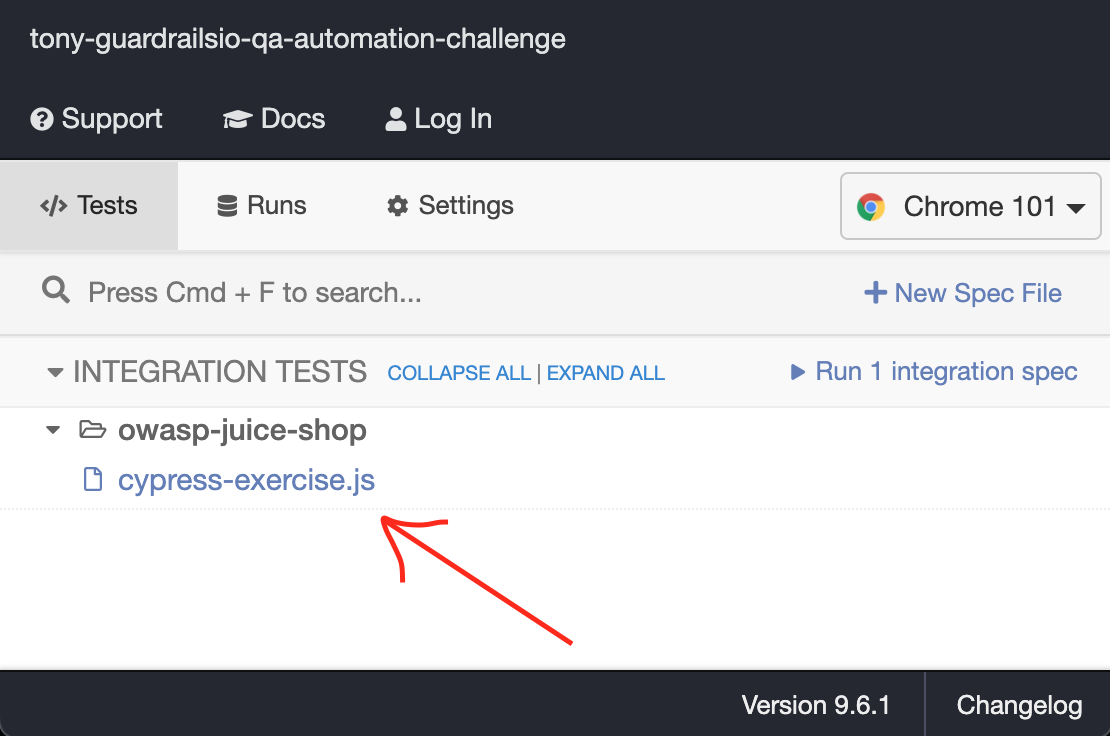 tony-guardrailsio-qa-automation-challenge
Support Docs Log In
Tests Runs Settings Chrome 101
Press Cmd + F to search... New Spec File
INTEGRATION TESTS COLLAPSE ALL | EXPAND ALL Run 1 integration spec
owasp-juice-shop
cypress-exercise.js
Version 9.6.1 Changelog